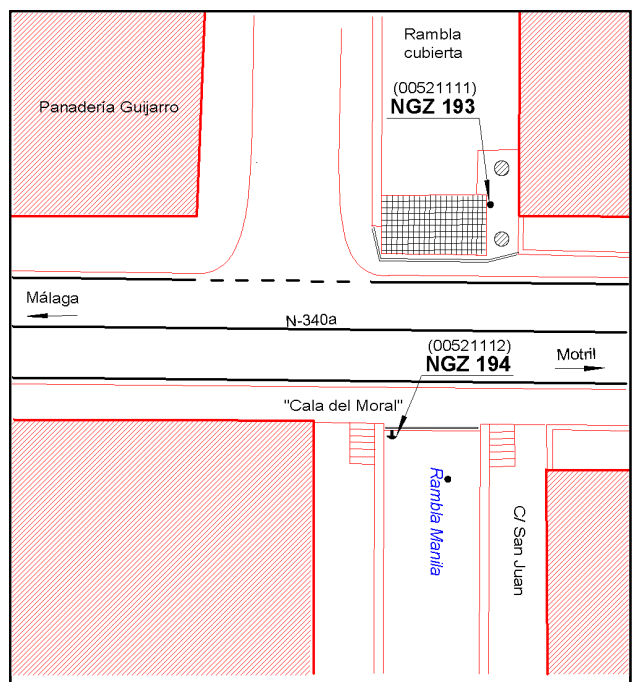 Rambla
cubierta
(00521111)
NGZ 193
Panadería Guijarro
Málaga
N-340a
(00521112)
NGZ 194
Motril
"Cala del Moral"
Rambla Manila
C/ San Juan